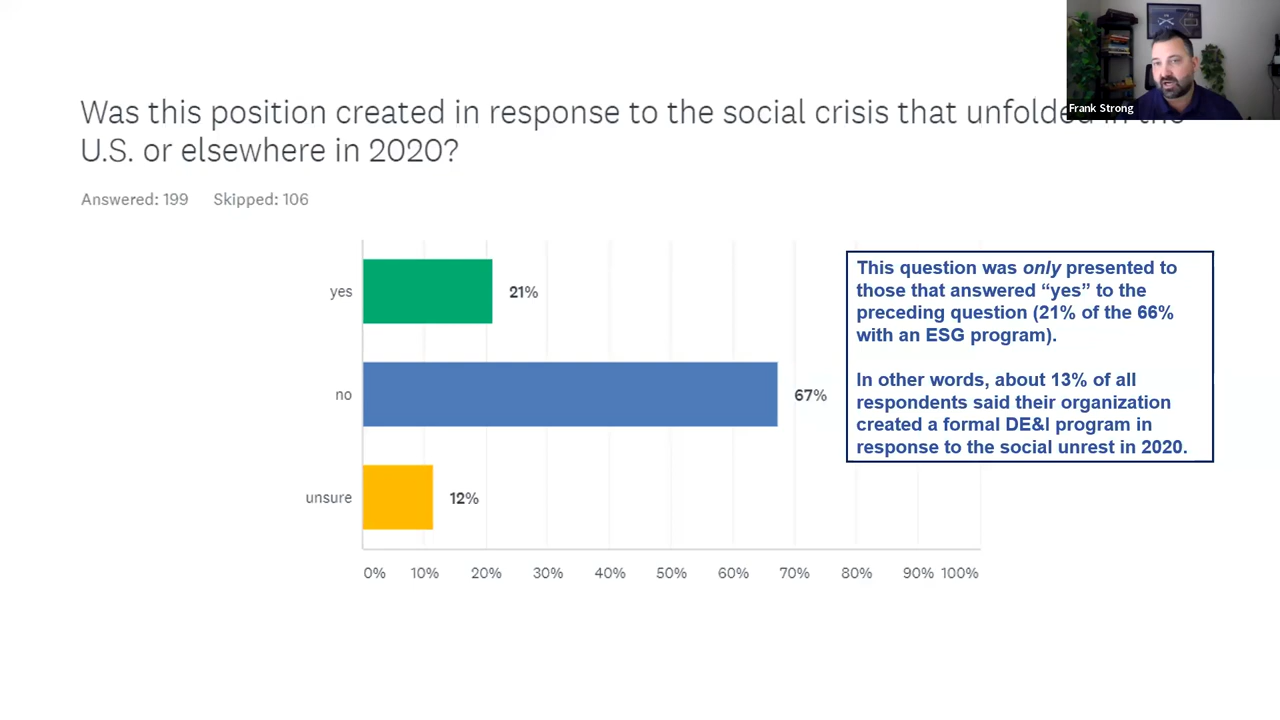 Was this position created in response to the social crisis that unfolded in the
U.S. or elsewhere in 2020?
Frank Strong
Answered: 199 Skipped: 106
yes 21%
no 67%
unsure 12%
0% 10% 20% 30% 40% 50% 60% 70% 80% 90% 100%
This question was only presented to
those that answered “yes” to the
preceding question (21% of the 66%
with an ESG program).
In other words, about 13% of all
respondents said their organization
created a formal DE&I program in
response to the social unrest in 2020.